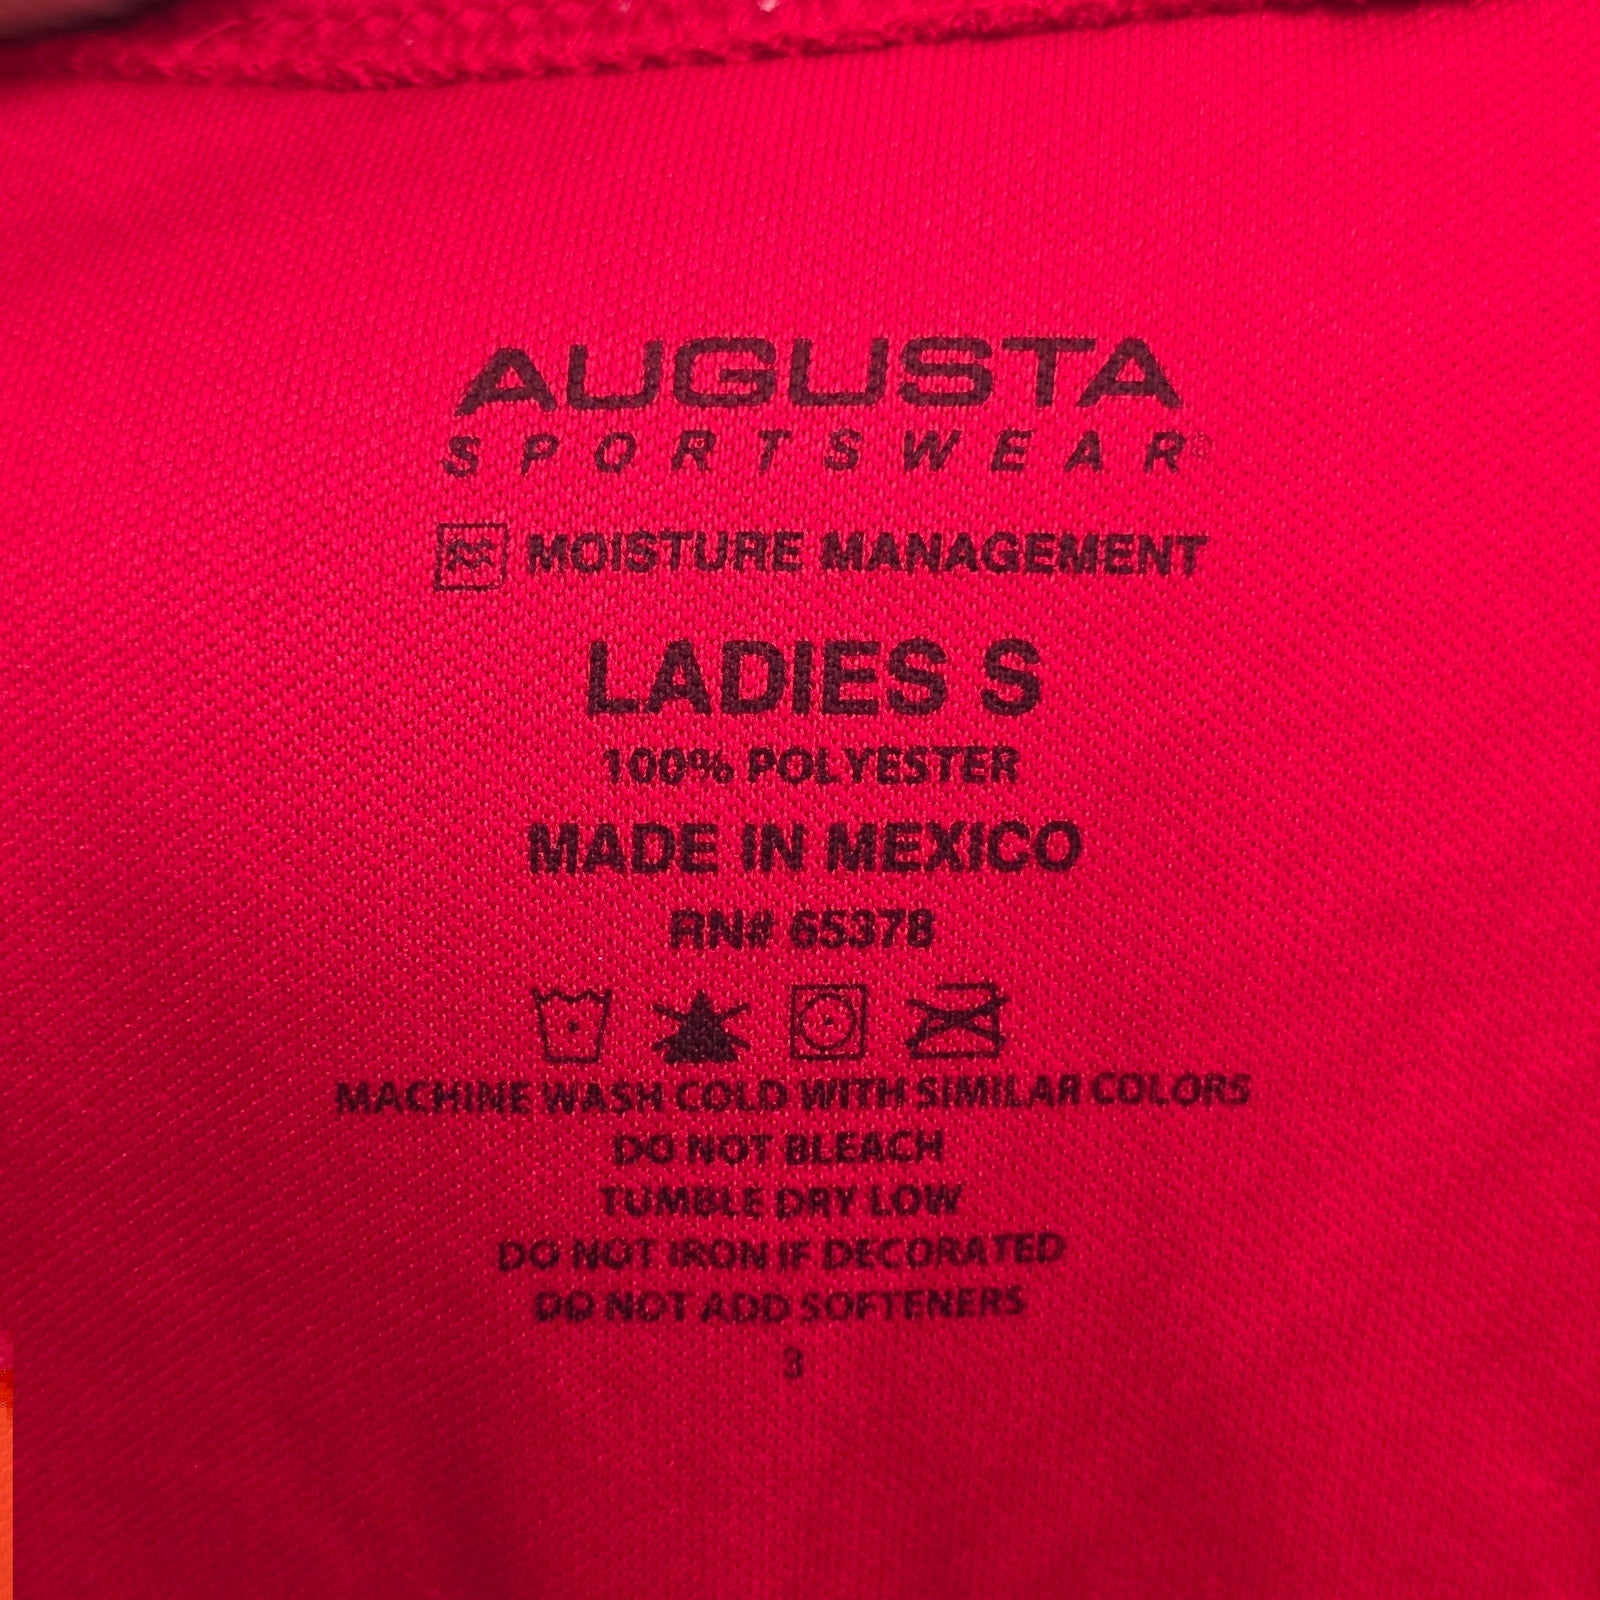 AUGUSTA
SPORTSWEAR®
MOISTURE MANAGEMENT
LADIES S
100% POLYESTER
MADE IN MEXICO
RN# 65378
MACHINE WASH COLD WITH SIMILAR COLORS
DO NOT BLEACH
TUMBLE DRY LOW
DO NOT IRON IF DECORATED
DO NOT ADD SOFTENERS
3